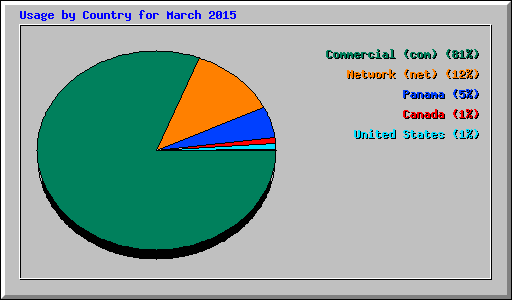 Usage by Country for March 2015
Commercial (com) (81%)
Network (net) (12%)
Panama (5%)
Canada (1%)
United States (1%)